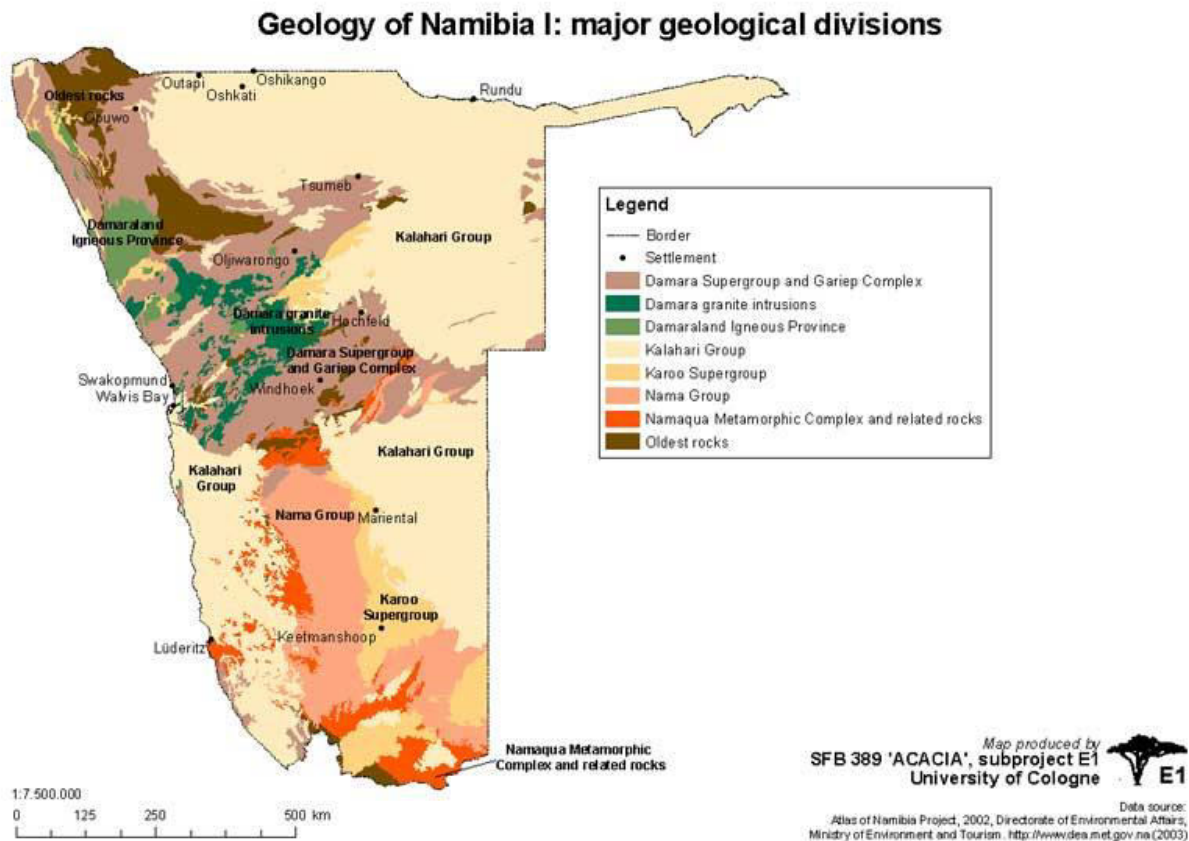 Geology of Namibia I: major geological divisions
Outapi
Oshikango
Oshkati
Rundu
Oldest rocks
Opuwo
Tsumeb
Damaraland
Igneous Province
Kalahari Group
Oljiwarongo
Damara granite
intrusions
Hochfeld
Damara Supergroup
and Gariep Complex
Swakopmund
Walvis Bay
Windhoek
Kalahari
Group
Kalahari Group
Nama Group
Mariental
Karoo
Supergroup
Keetmanshoop
Lüderitz
Namaqua Metamorphic
Complex and related rocks
Legend
Border
Settlement
Damara Supergroup and Gariep Complex
Damara granite intrusions
Damaraland Igneous Province
Kalahari Group
Karoo Supergroup
Nama Group
Namaqua Metamorphic Complex and related rocks
Oldest rocks
1:7.500.000
0 125 250 500 km
Map produced by
SFB 389 'ACACIA', subproject E1
University of Cologne
E1
Data source:
Atlas of Namibia Project, 2002, Directorate of Environmental Affairs,
Ministry of Environment and Tourism. http://www.dea.met.gov.na (2003)